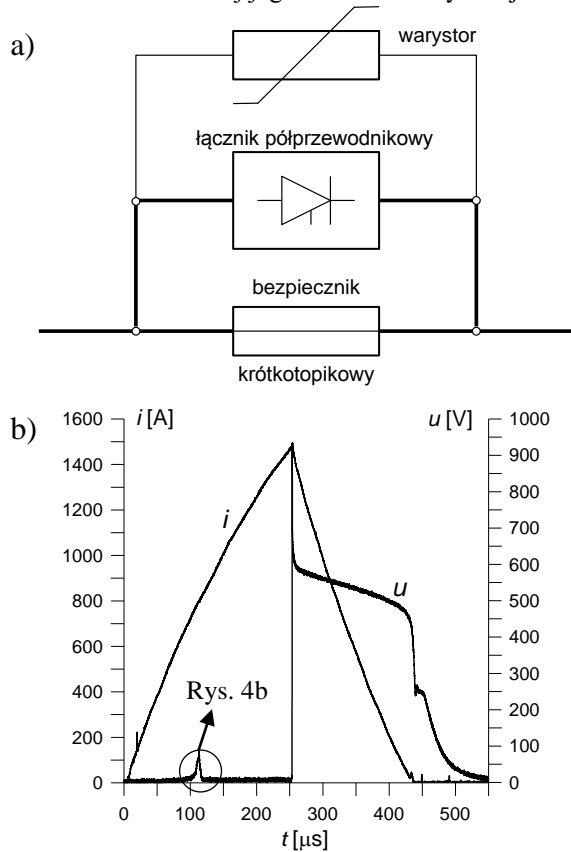 a)
warystor
łącznik półprzewodnikowy
bezpiecznik
krótkotopikowy
b)
i [A]
u [V]
1600
1400
1200
1000
800
600
400
200
0
1000
900
800
700
600
500
400
300
200
100
0
i
u
Rys. 4b
0 100 200 300 400 500
t [µs]